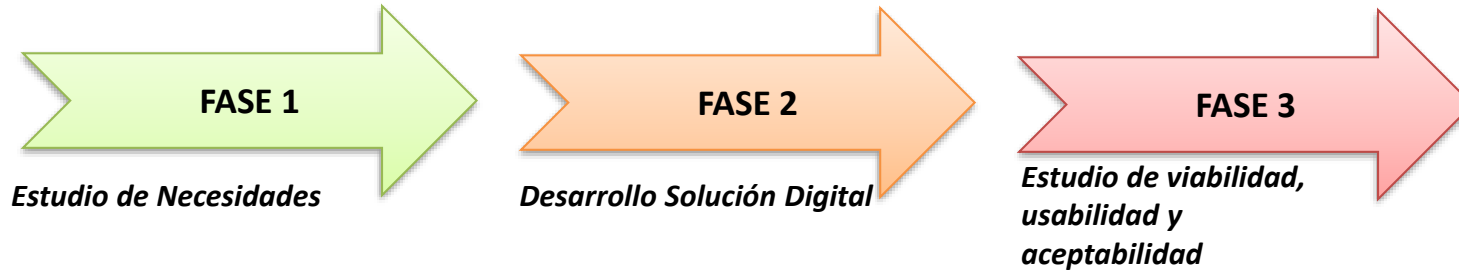 FASE 1
FASE 2
FASE 3
Estudio de Necesidades
Desarrollo Solución Digital
Estudio de viabilidad,
usabilidad y
aceptabilidad